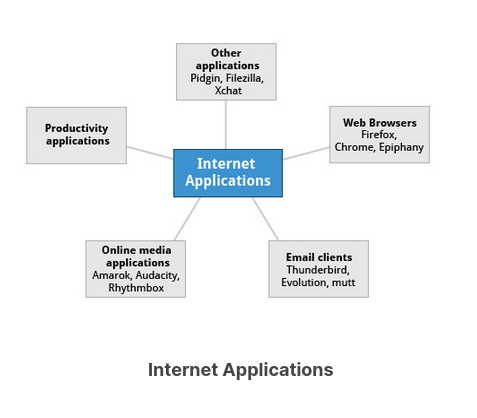 Other
applications
Pidgin, Filezilla,
Xchat
Productivity
applications
Web Browsers
Firefox,
Chrome, Epiphany
Internet
Applications
Online media
applications
Amarok, Audacity,
Rhythmbox
Email clients
Thunderbird,
Evolution, mutt
Internet Applications